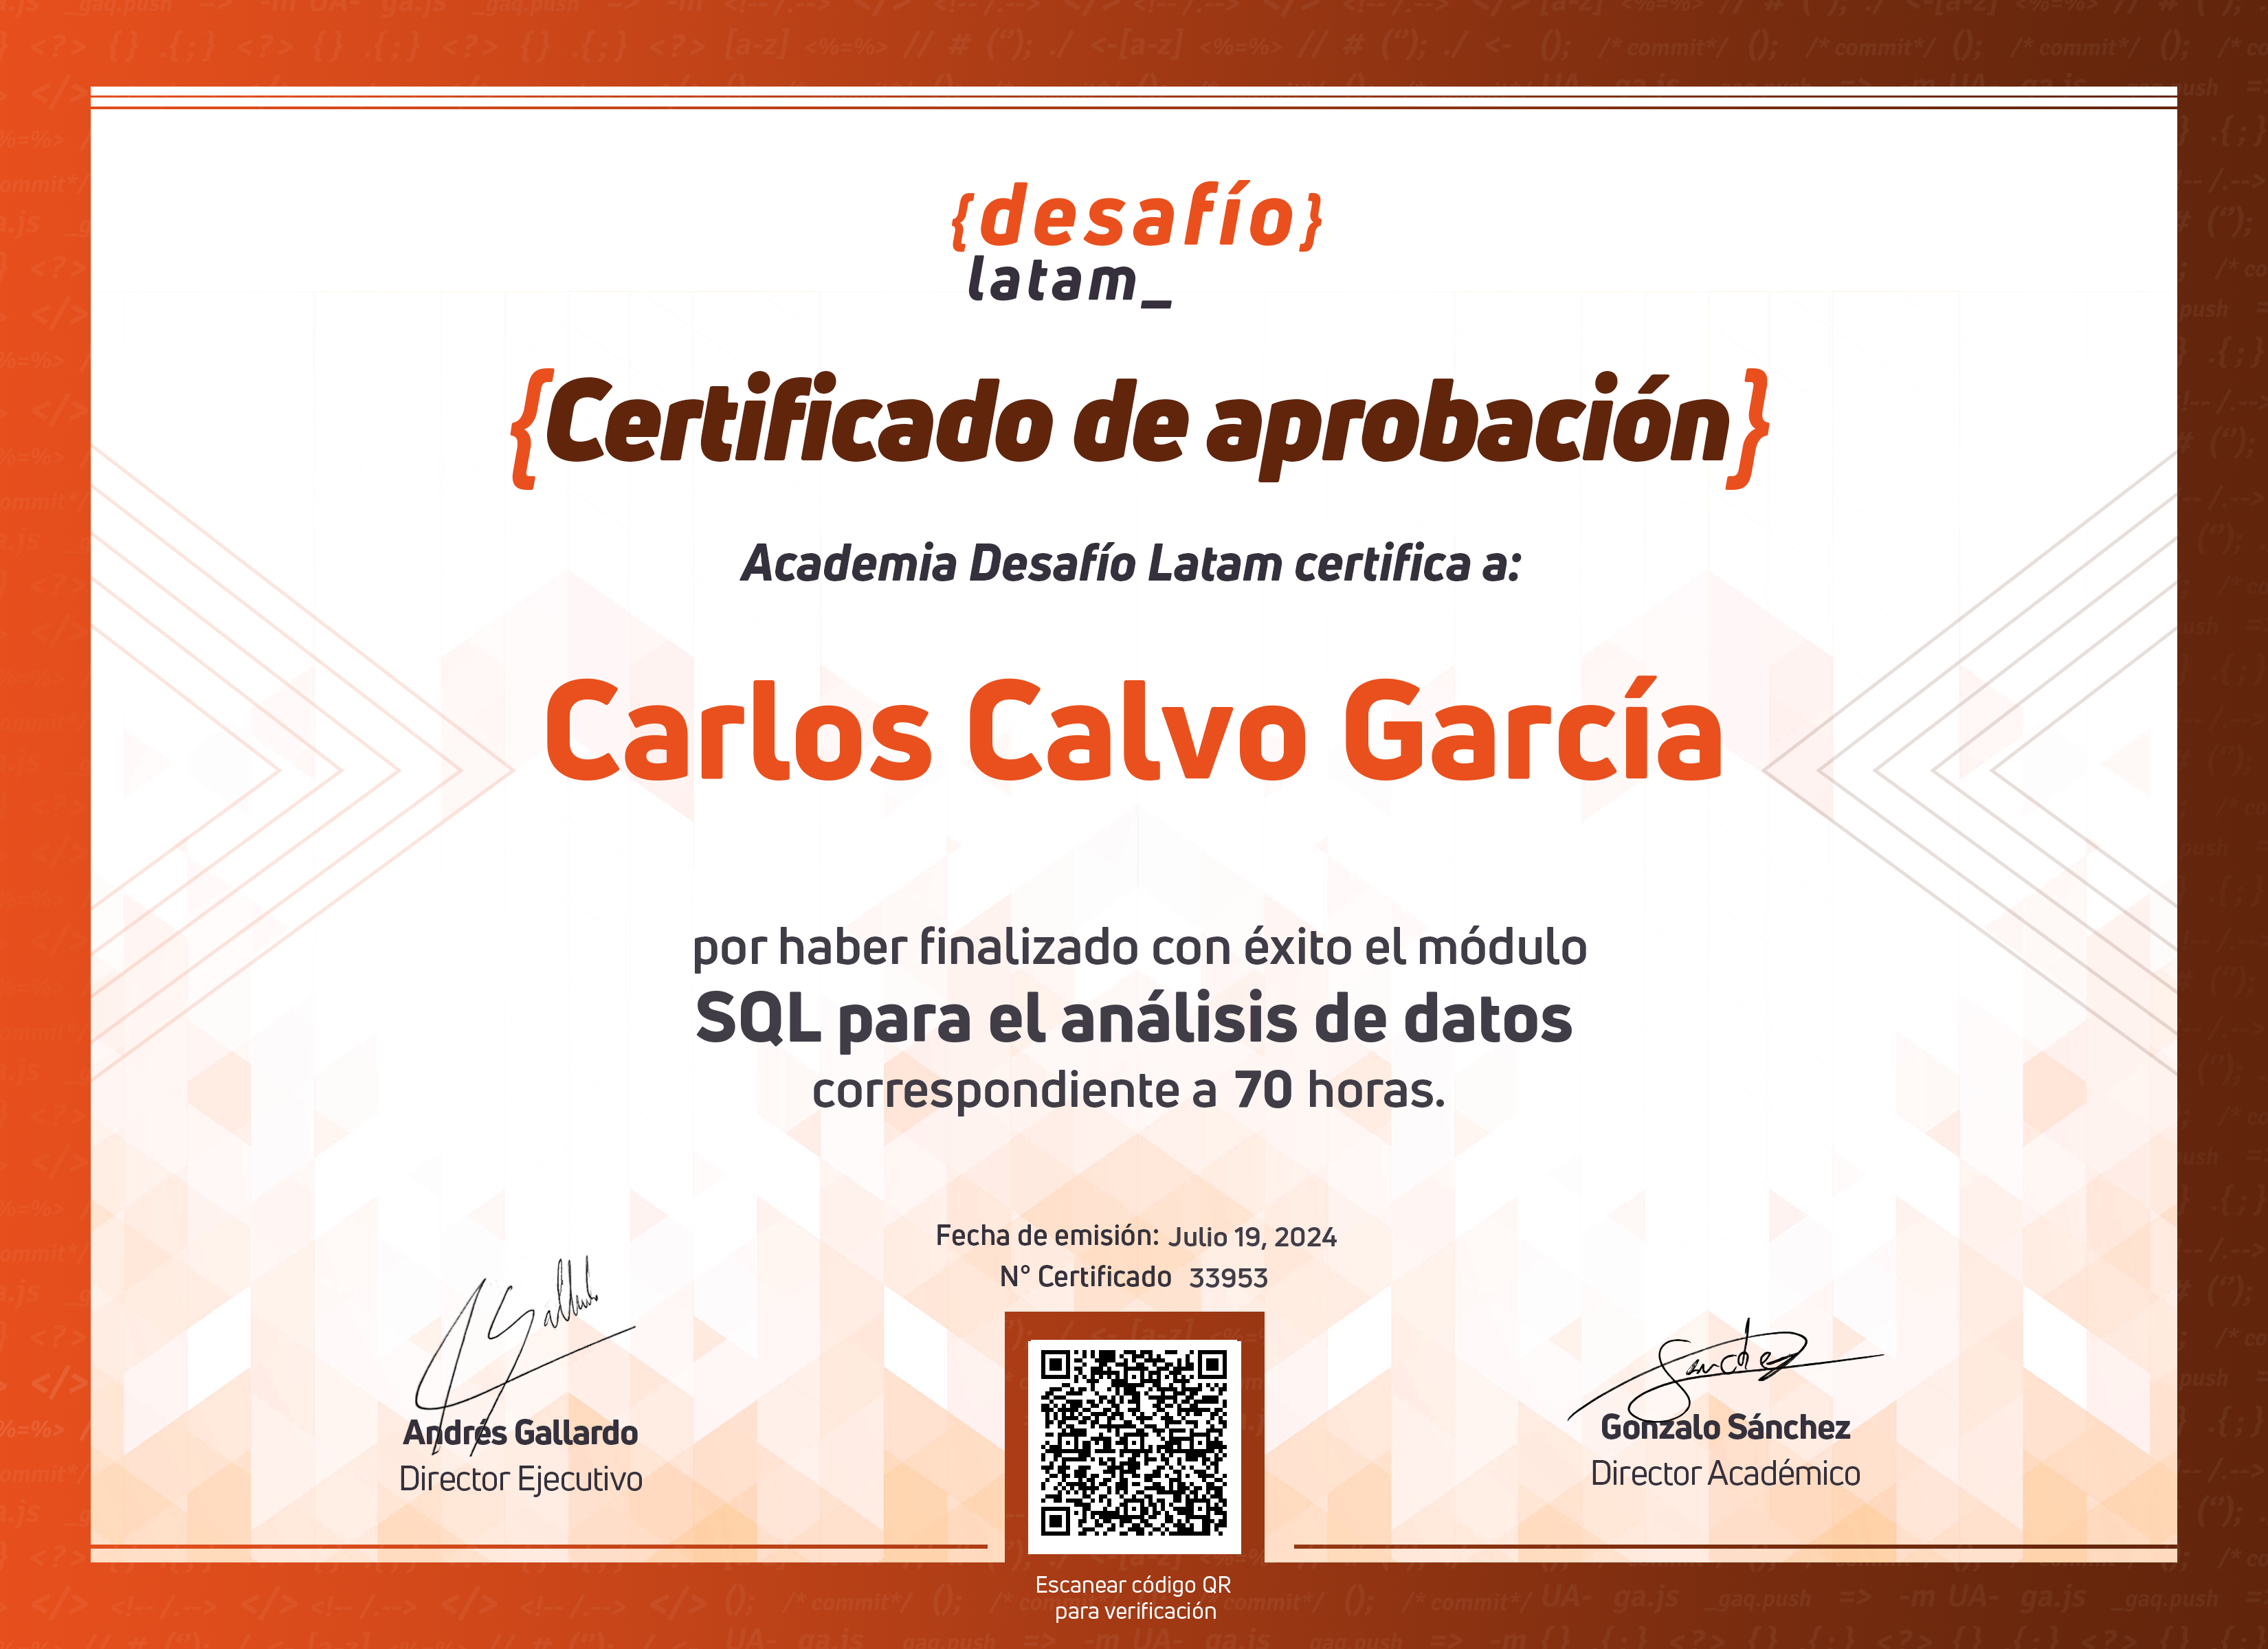 {desafío}
latam_
{Certificado de aprobación}
Academia Desafío Latam certifica a:
Carlos Calvo García
por haber finalizado con éxito el módulo
SQL para el análisis de datos
correspondiente a 70 horas.
Fecha de emisión: Julio 19, 2024
N° Certificado 33953
Andrés Gallardo
Director Ejecutivo
Gonzalo Sánchez
Director Académico
Escanear código QR
para verificación